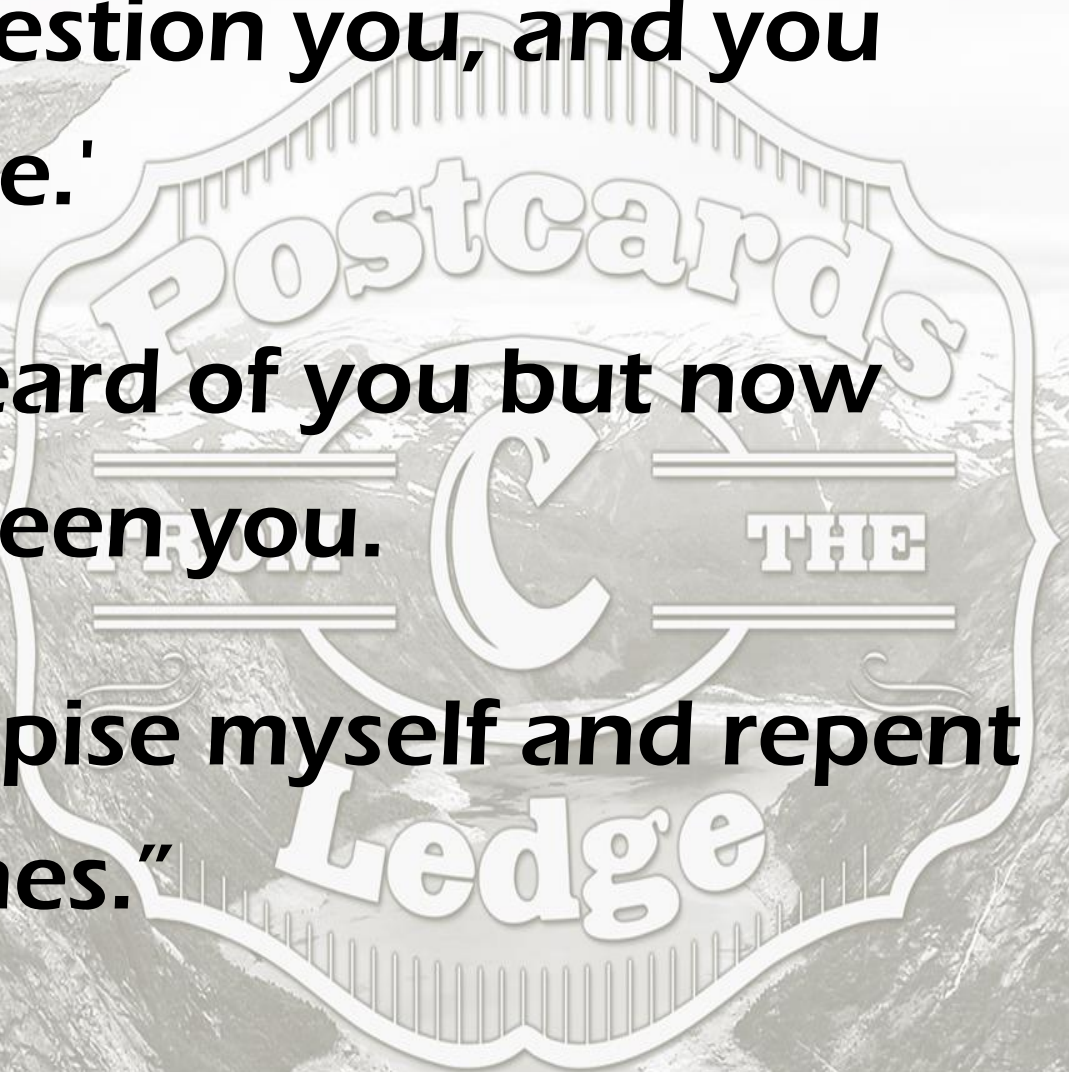 estion you, and you
e.'
Postcards
eard of you but now
FROM C THE
een you.
pise myself and repent
Ledge
es.”